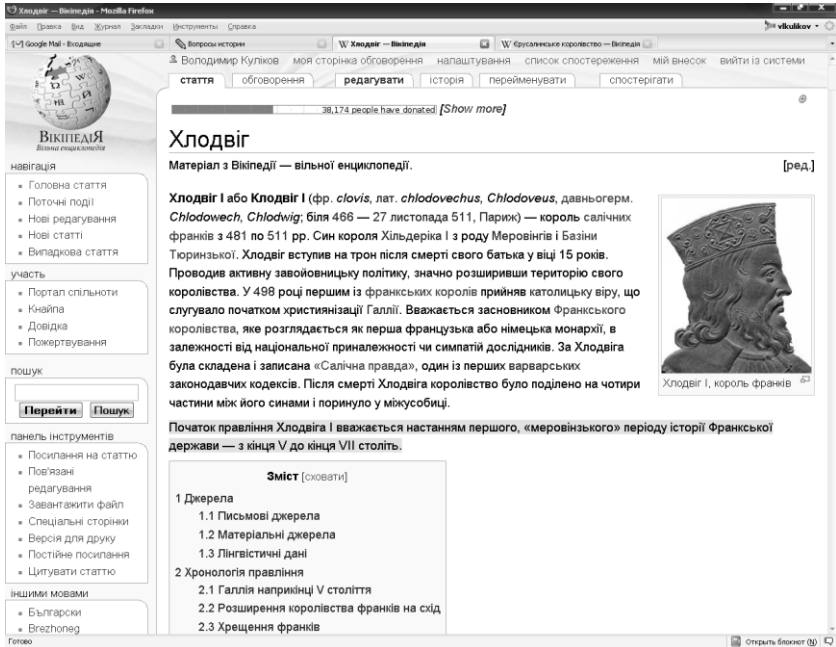 Хлодвіг — Вікіпедія - Mozilla Firefox
Файл Правка Вид Журнал Закладки Инструменты Справка
vlkulikov
Google Mail - Входящие
Вопросы истории
Хлодвіг — Вікіпедія
Єрусалимське королівство — Вікіпедія
Володимир Куліков моя сторінка обговорення налаштування список спостереження мій внесок вийти із системи
стаття обговорення редагувати історія перейменувати спостерігати
38,174 people have donated [Show more]
ВікіпедіЯ
Вільна енциклопедія
навігація
Головна стаття
Поточні події
Нові редагування
Нові статті
Випадкова стаття
участь
Портал спільноти
Кнайпа
Довідка
Пожертвування
пошук
Перейти Пошук
панель інструментів
Посилання на статтю
Пов'язані
редагування
Завантажити файл
Спеціальні сторінки
Версія для друку
Постійне посилання
Цитувати статтю
іншими мовами
Български
Brezhoneg
Хлодвіг
Матеріал з Вікіпедії — вільної енциклопедії.
[ред.]
Хлодвіг I або Клодвіг I (фр. clovis, лат. chlodovechus, Chlodoveus, давньогерм.
Chlodowech, Chlodwig; біля 466 — 27 листопада 511, Париж) — король салічних
франків з 481 по 511 рр. Син короля Хільдеріка I з роду Меровінгів і Базіни
Тюринзької. Хлодвіг вступив на трон після смерті свого батька у віці 15 років.
Проводив активну завойовницьку політику, значно розширивши територію свого
королівства. У 498 році першим із франкських королів прийняв католицьку віру, що
слугувало початком християнізації Галлії. Вважається засновником Франкського
королівства, яке розглядається як перша французька або німецька монархії, в
залежності від національної приналежності чи симпатій дослідників. За Хлодвіга
була складена і записана «Салічна правда», один із перших варварських
законодавчих кодексів. Після смерті Хлодвіга королівство було поділено на чотири
частини між його синами і поринуло у міжусобиці.
Хлодвіг I, король франків
Початок правління Хлодвіга I вважається настанням першого, «меровінзького» періоду історії Франкської
держави — з кінця V до кінця VII століть.
Зміст [сховати]
1 Джерела
1.1 Письмові джерела
1.2 Матеріальні джерела
1.3 Лінгвістичні дані
2 Хронологія правління
2.1 Галлія наприкінці V століття
2.2 Розширення королівства франків на схід
2.3 Хрещення франків
Готово
Открыть блокнот (N)